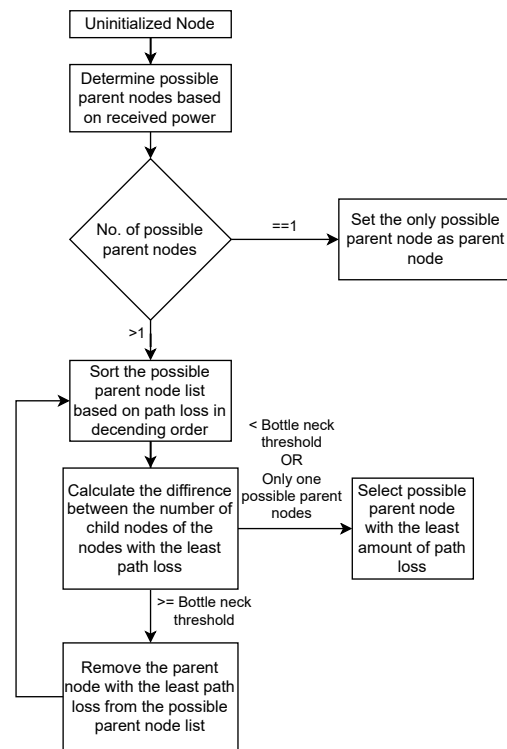 Uninitialized Node
Determine possible
parent nodes based
on received power
No. of possible
parent nodes
==1
Set the only possible
parent node as parent
node
>1
Sort the possible
parent node list
based on path loss in
decending order
< Bottle neck
threshold
OR
Only one
possible parent
nodes
Calculate the difference
between the number of
child nodes of the
nodes with the least
path loss
Select possible
parent node
with the least
amount of path
loss
>= Bottle neck
threshold
Remove the parent
node with the least path
loss from the possible
parent node list